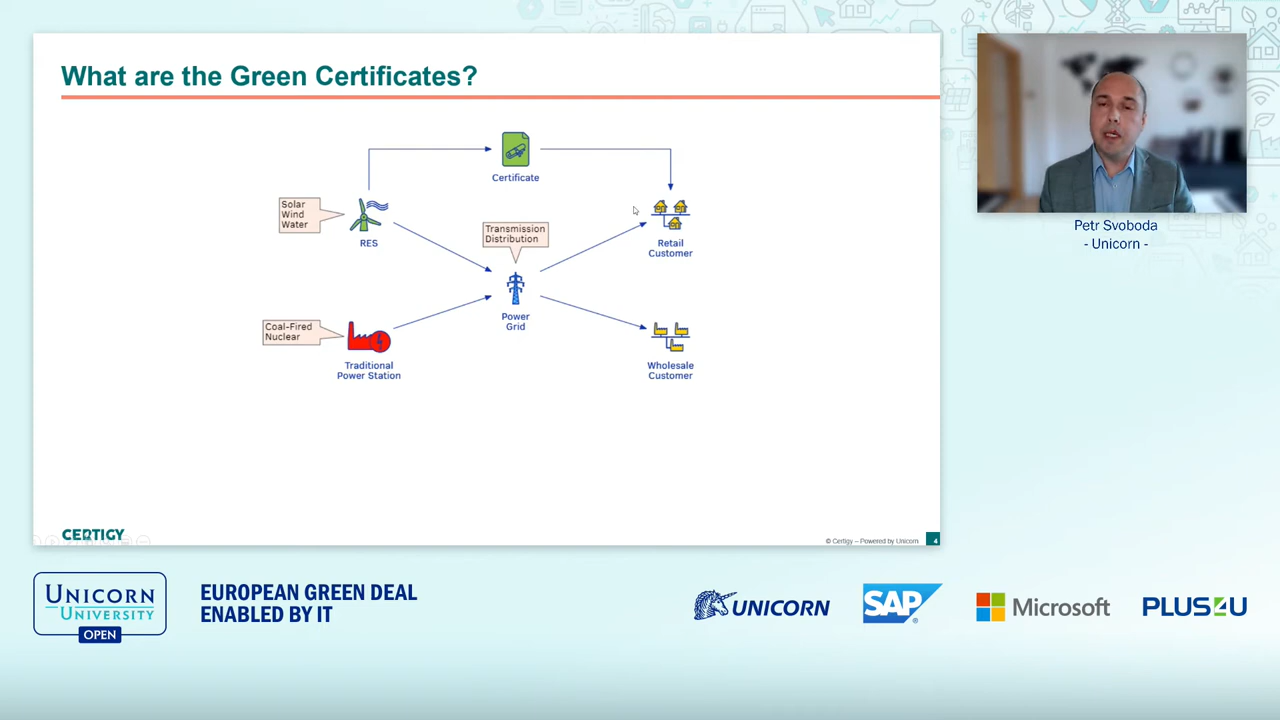 What are the Green Certificates?
Certificate
Solar
Wind
Water
RES
Transmission
Distribution
Retail
Customer
Power
Grid
Coal-Fired
Nuclear
Traditional
Power Station
Wholesale
Customer
CERTIGY
© Certigy – Powered by Unicorn
4
Petr Svoboda
- Unicorn -
UNICORN
UNIVERSITY
OPEN
EUROPEAN GREEN DEAL
ENABLED BY IT
UNICORN
SAP
Microsoft
PLUS4U